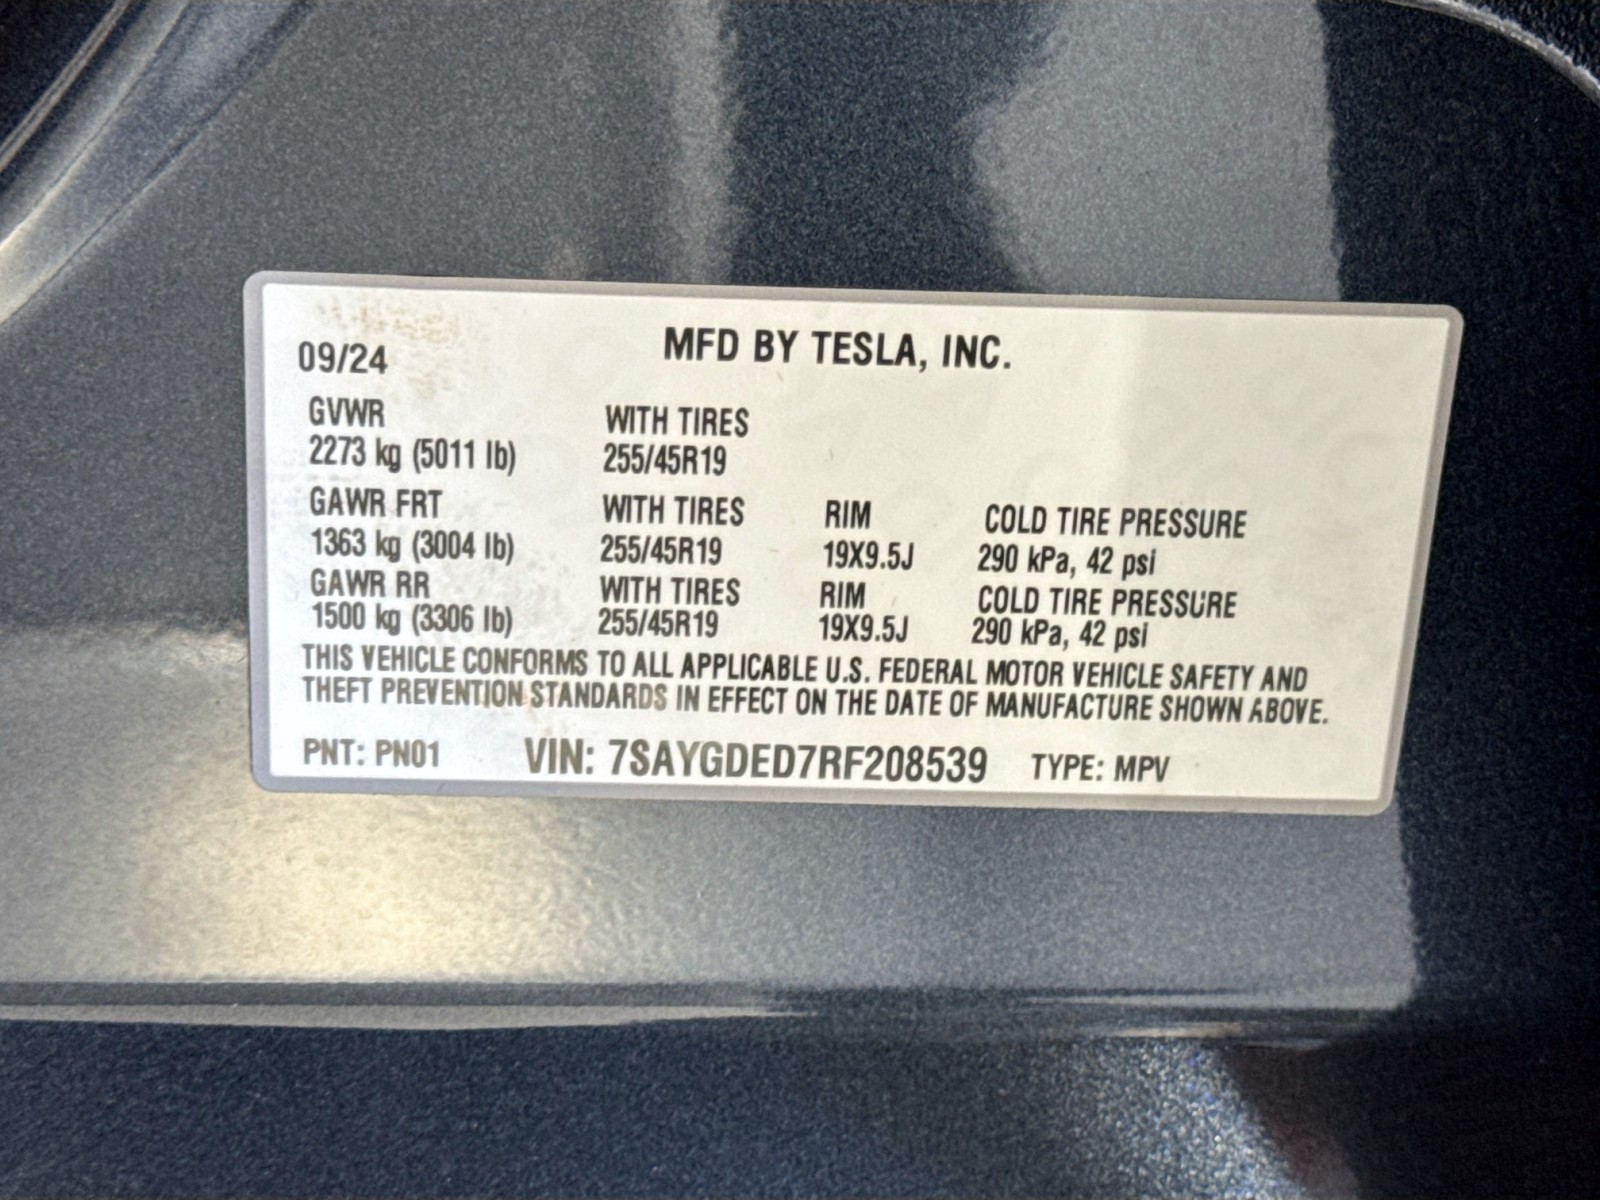 MFD BY TESLA, INC.
09/24
GVWR WITH TIRES
2273 kg (5011 lb) 255/45R19
GAWR FRT WITH TIRES RIM COLD TIRE PRESSURE
1363 kg (3004 lb) 255/45R19 19X9.5J 290 kPa, 42 psi
GAWR RR WITH TIRES RIM COLD TIRE PRESSURE
1500 kg (3306 lb) 255/45R19 19X9.5J 290 kPa, 42 psi
THIS VEHICLE CONFORMS TO ALL APPLICABLE U.S. FEDERAL MOTOR VEHICLE SAFETY AND
THEFT PREVENTION STANDARDS IN EFFECT ON THE DATE OF MANUFACTURE SHOWN ABOVE.
PNT: PN01 VIN: 7SAYGDED7RF208539 TYPE: MPV